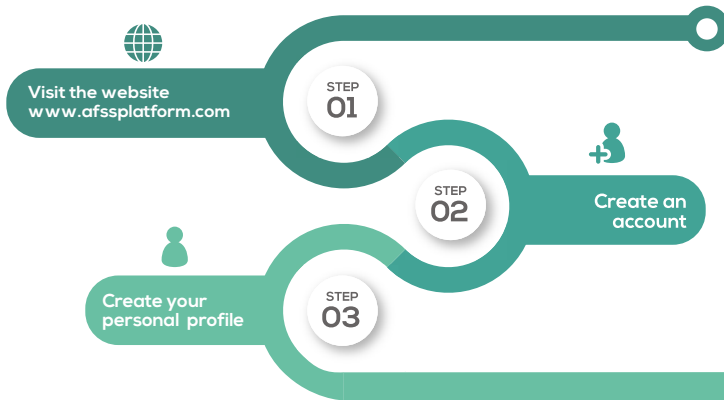 Visit the website
www.afssplatform.com
STEP
01
STEP
02
Create an
account
Create your
personal profile
STEP
03